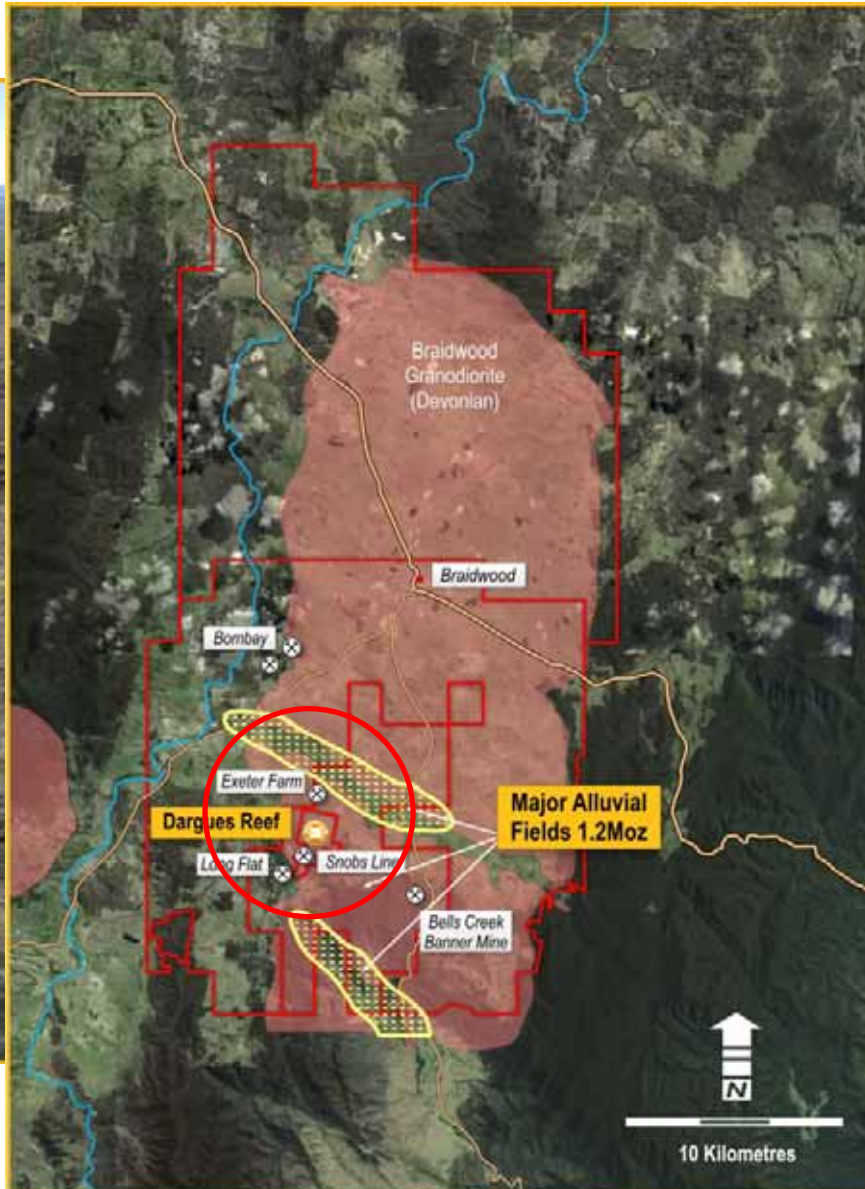 Braidwood
Granodiorite
(Devonian)
Braidwood
Bombay
Exeter Farm
Dargues Reef
Major Alluvial
Fields 1.2Moz
Long Flat
Snobs Line
Bells Creek
Banner Mine
N
10 Kilometres